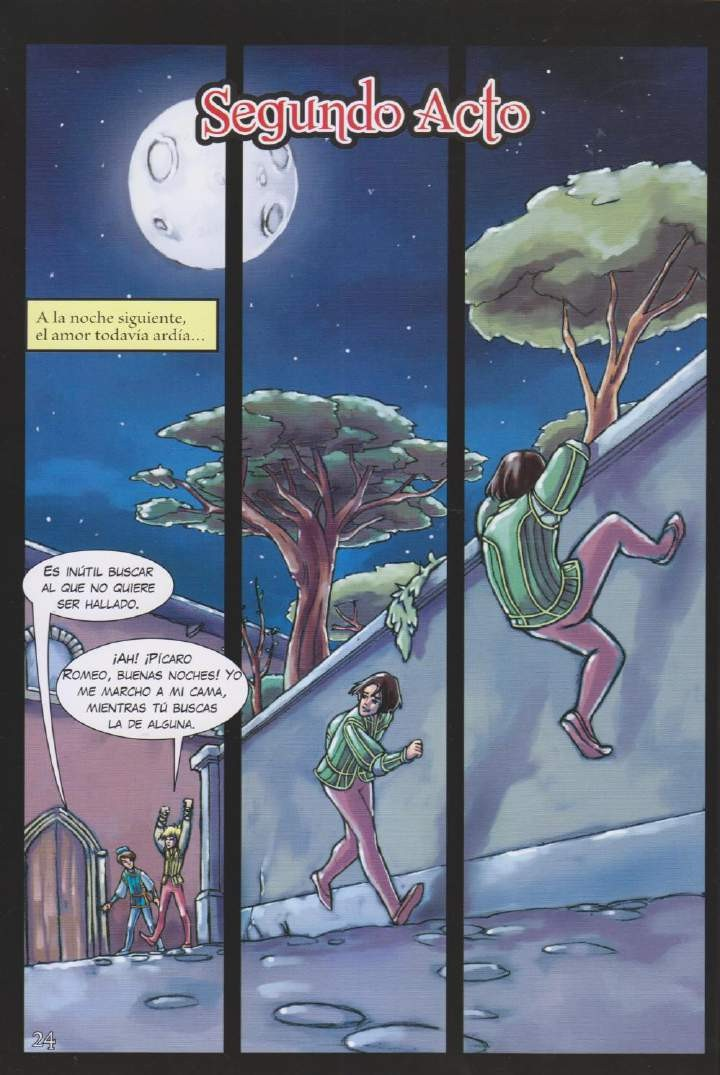 Segundo Acto
A la noche siguiente,
el amor todavía ardía...
Es inútil buscar
al que no quiere
ser hallado.
¡Ah! ¡Pícaro
Romeo, buenas noches! Yo
me marcho a mi cama,
mientras tú buscas
la de alguna.
24